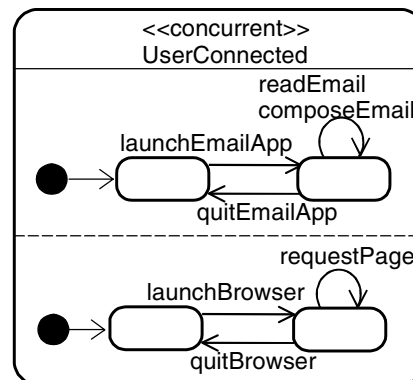 <<concurrent>>
UserConnected
readEmail
composeEmail
launchEmailApp
quitEmailApp
requestPage
launchBrowser
quitBrowser